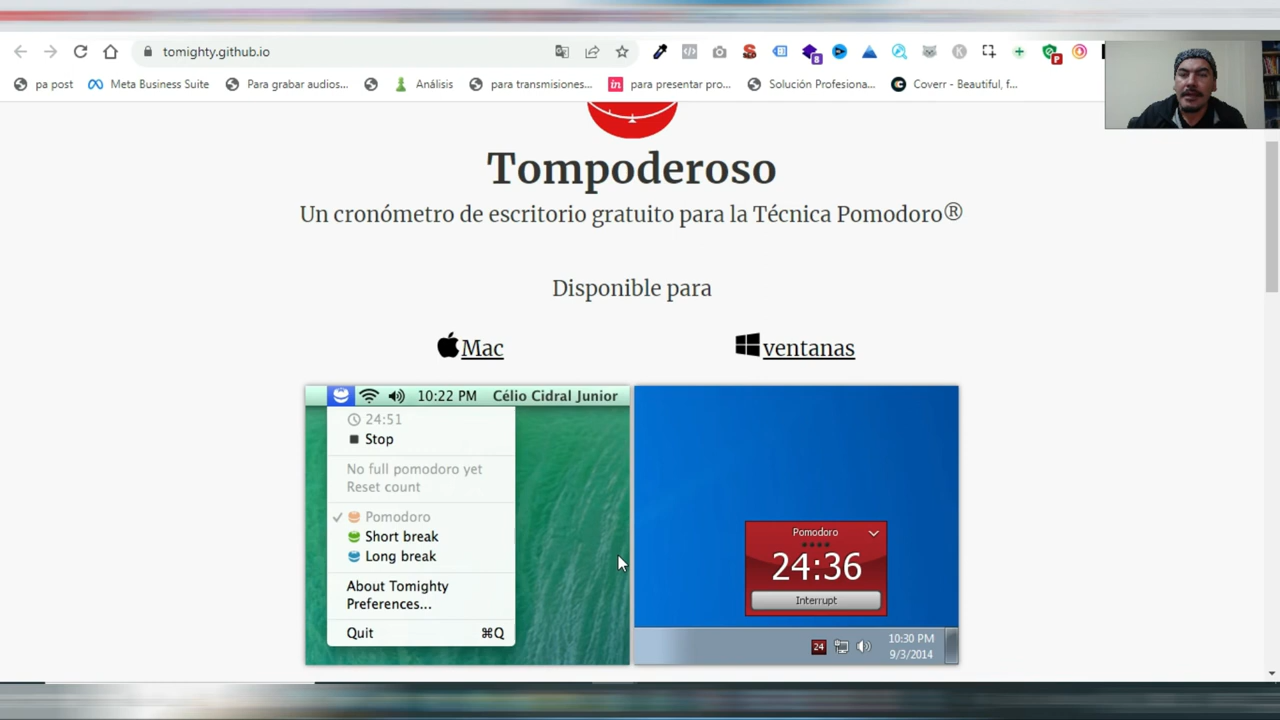 tomighty.github.io
8
P
pa post
Meta Business Suite
Para grabar audios...
Análisis
para transmisiones...
in
para presentar pro...
Solución Profesiona...
Coverr - Beautiful, f...
Tompoderoso
Un cronómetro de escritorio gratuito para la Técnica Pomodoro®
Disponible para
Mac
ventanas
10:22 PM Célio Cidral Junior
24:51
Stop
No full pomodoro yet
Reset count
Pomodoro
Short break
Long break
About Tomighty
Preferences...
Quit ⌘Q
Pomodoro
24:36
Interrupt
24
10:30 PM
9/3/2014